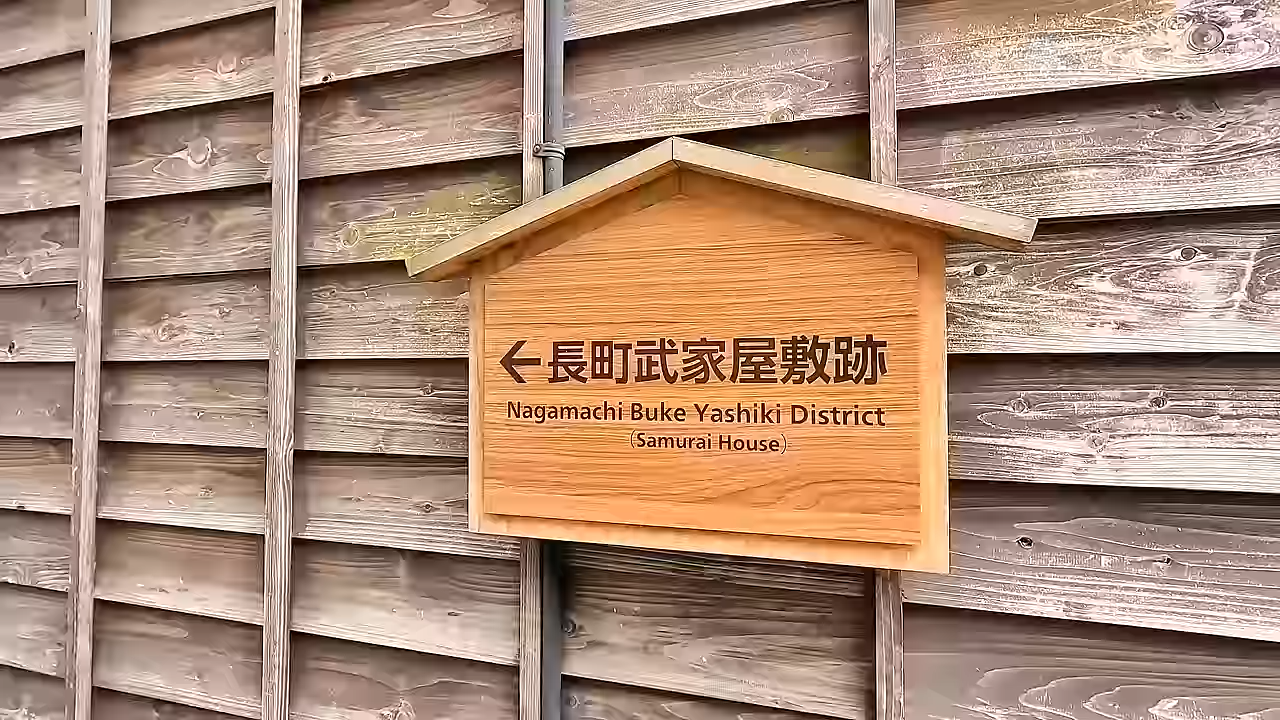 ←長町武家屋敷跡
Nagamachi Buke Yashiki District
(Samurai House)